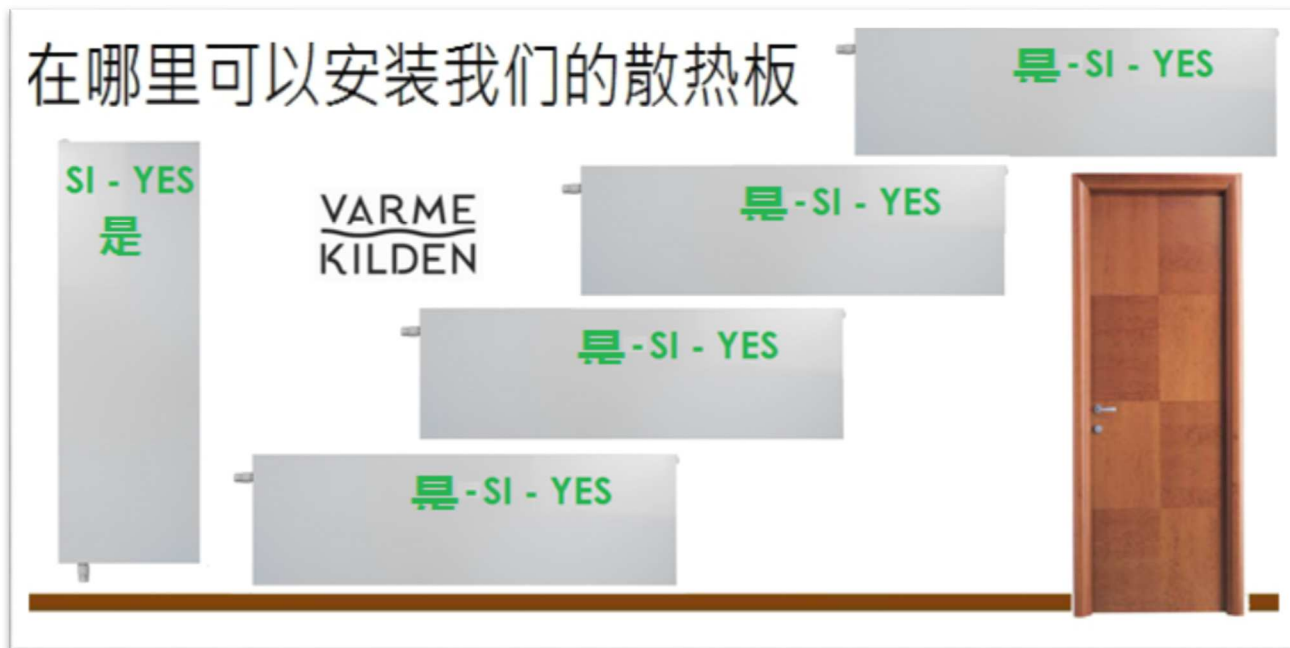 在哪里可以安装我们的散热板
是-SI - YES
SI - YES
是
VARME
KILDEN
是-SI - YES
是-SI - YES
是-SI - YES